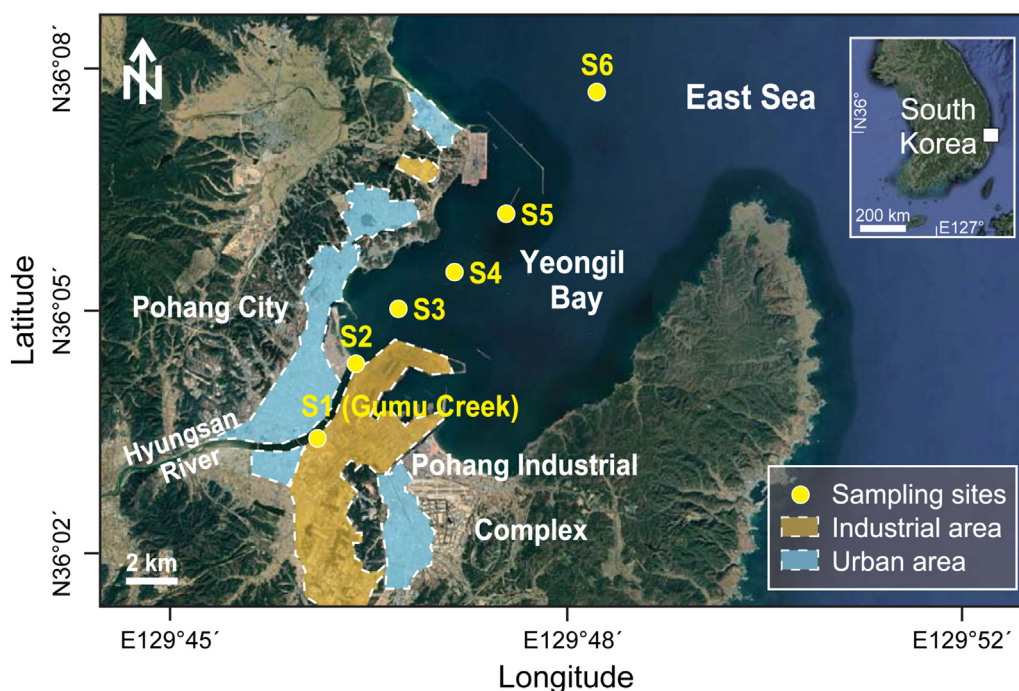 N
S6
East Sea
N36°
South
Korea
200 km
E127°
S5
Yeongil
Bay
S4
S3
Pohang City
S2
S1 (Gumu Creek)
Hyungsan
River
Pohang Industrial
Complex
2 km
Sampling sites
Industrial area
Urban area
Latitude
N36°08´
N36°05´
N36°02´
E129°45´
E129°48´
E129°52´
Longitude